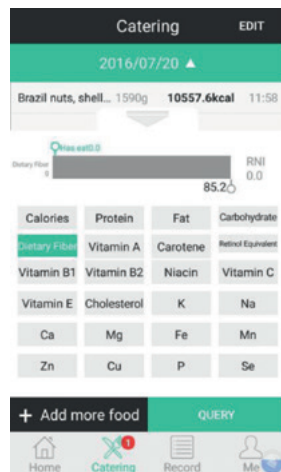 Catering EDIT
2016/07/20 ▲
Brazil nuts, shell... 1590g 10557.6kcal 11:58
Has eat0.0
Dietary Fiber
0
RNI
0.0
85.2
Calories Protein Fat Carbohydrate
Dietary Fiber Vitamin A Carotene Retinol Equivalent
Vitamin B1 Vitamin B2 Niacin Vitamin C
Vitamin E Cholesterol K Na
Ca Mg Fe Mn
Zn Cu P Se
+ Add more food QUERY
1
Home Catering Record Me